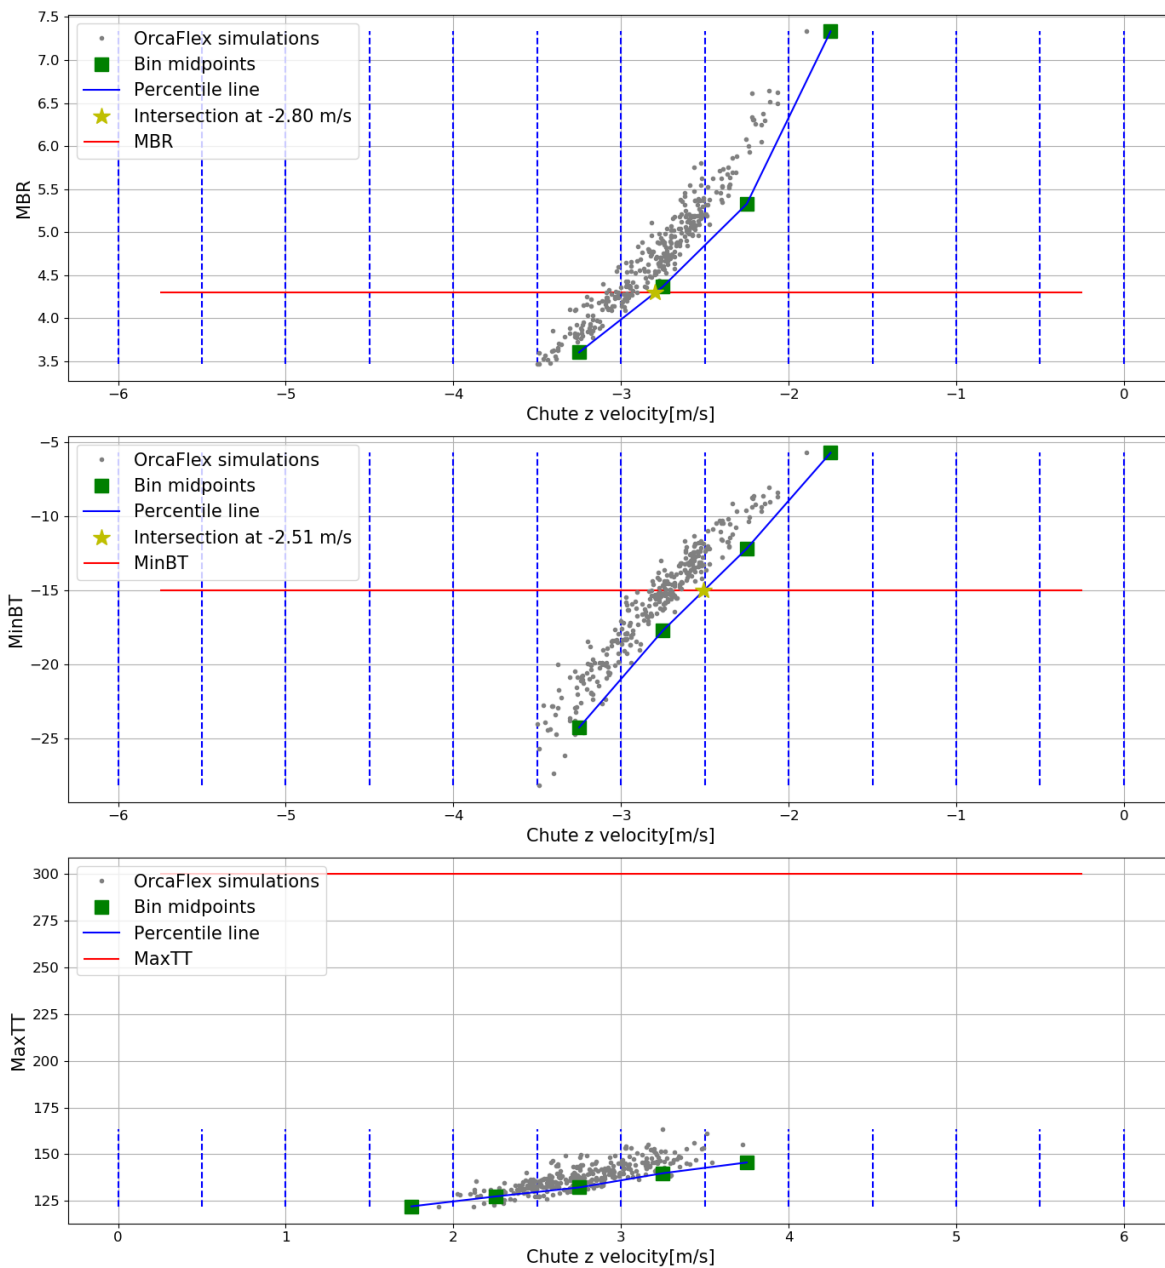 7.5
7.0
6.5
6.0
5.5
5.0
4.5
4.0
3.5
MBR
OrcaFlex simulations
Bin midpoints
Percentile line
Intersection at -2.80 m/s
MBR
−6 −5 −4 −3 −2 −1 0
Chute z velocity[m/s]
−5
−10
−15
−20
−25
MinBT
OrcaFlex simulations
Bin midpoints
Percentile line
Intersection at -2.51 m/s
MinBT
−6 −5 −4 −3 −2 −1 0
Chute z velocity[m/s]
300
275
250
225
200
175
150
125
MaxTT
OrcaFlex simulations
Bin midpoints
Percentile line
MaxTT
0 1 2 3 4 5 6
Chute z velocity[m/s]